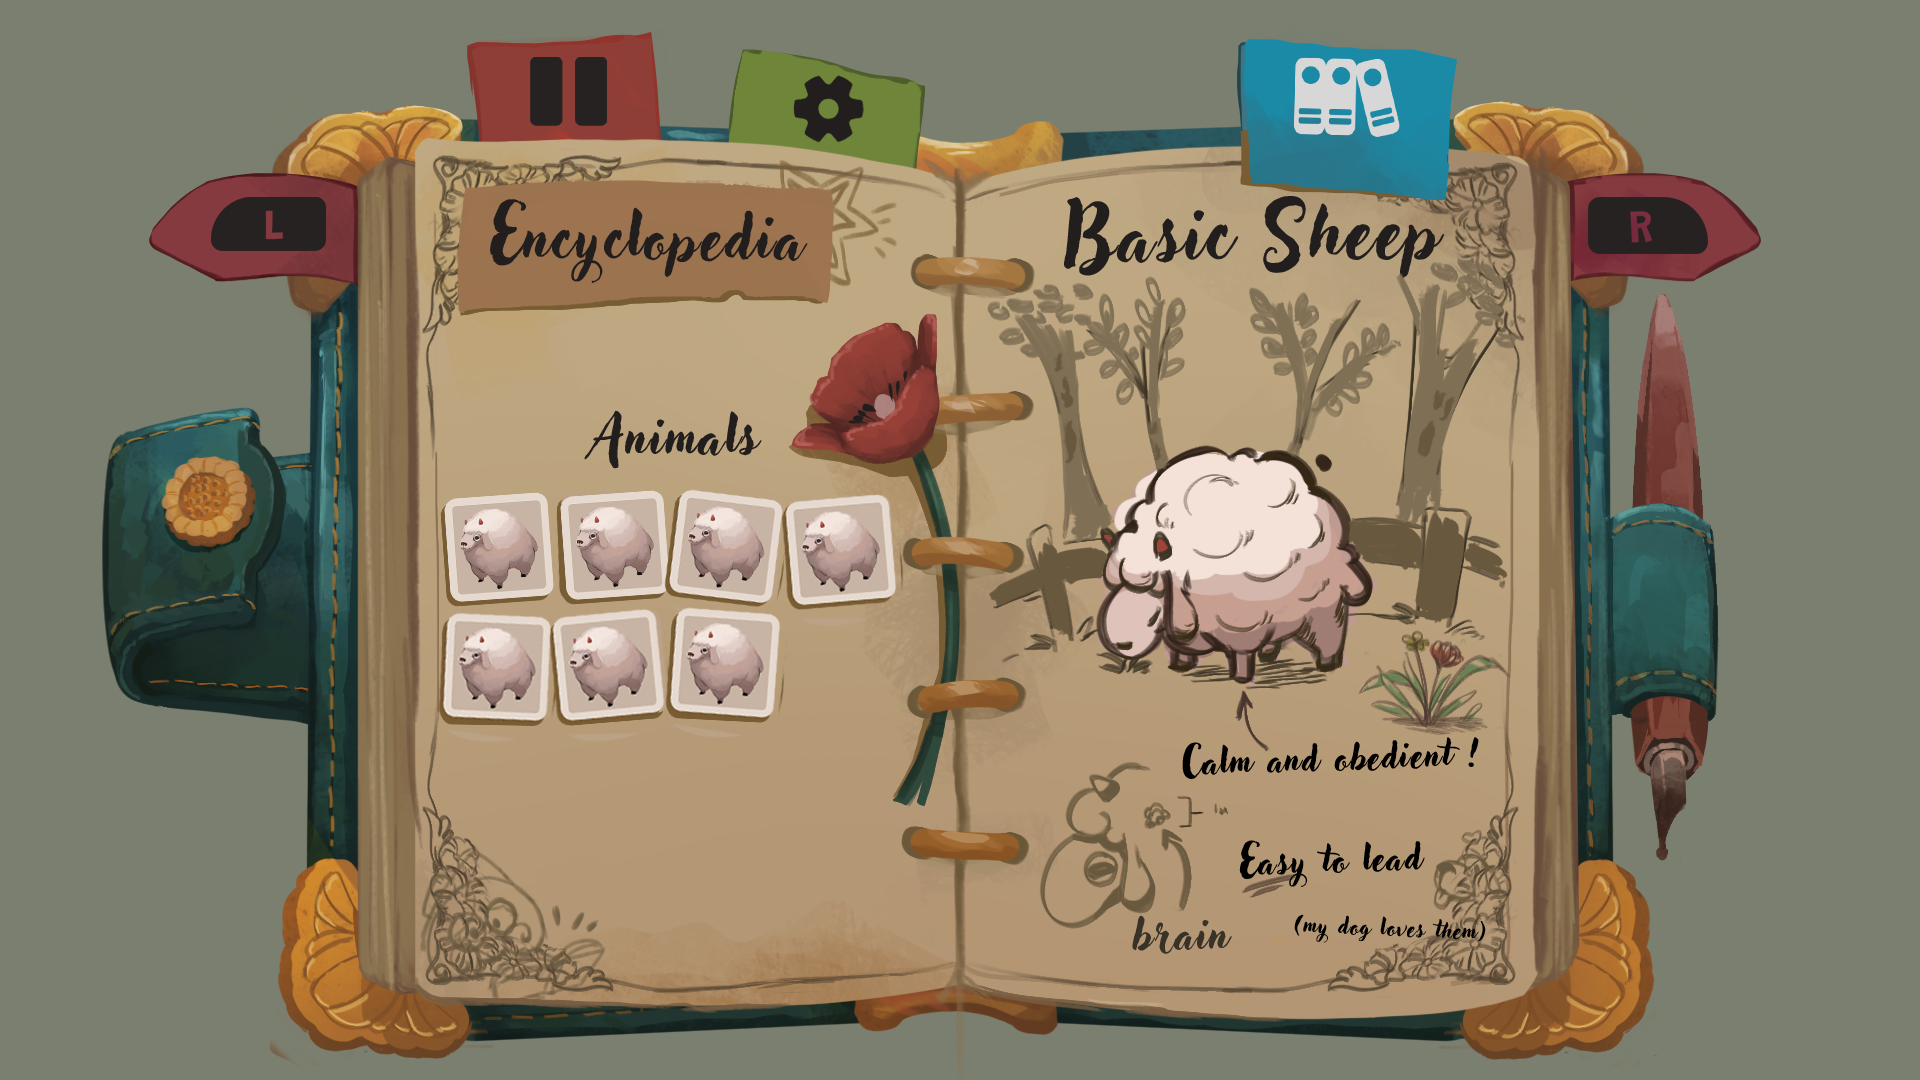 L
Encyclopedia
Animals
Basic Sheep
R
Calm and obedient !
Easy to lead
(my dog loves them)
brain